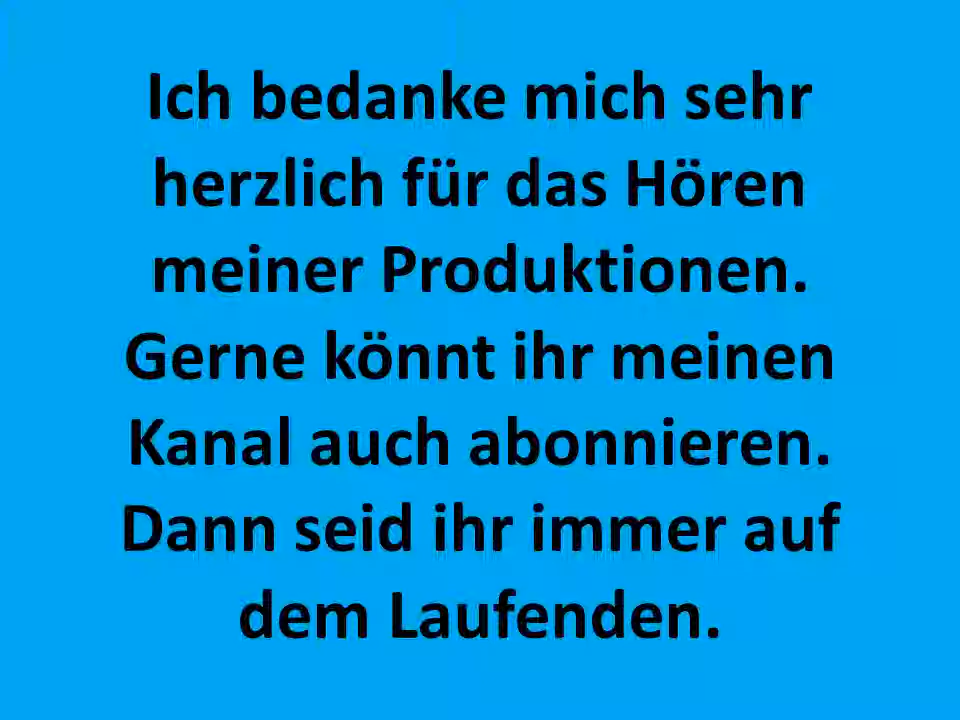 Ich bedanke mich sehr
herzlich für das Hören
meiner Produktionen.
Gerne könnt ihr meinen
Kanal auch abonnieren.
Dann seid ihr immer auf
dem Laufenden.